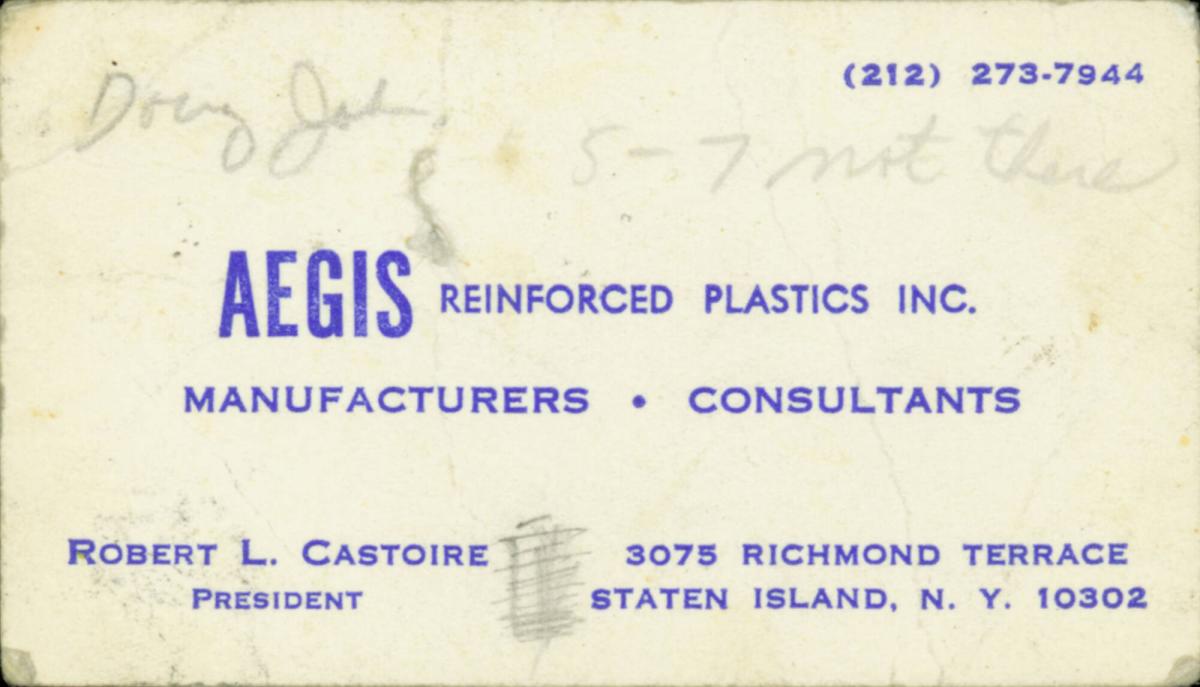 (212) 273-7944
Doug
5-7 not there
AEGIS REINFORCED PLASTICS INC.
MANUFACTURERS • CONSULTANTS
ROBERT L. CASTOIRE
PRESIDENT
3075 RICHMOND TERRACE
STATEN ISLAND, N. Y. 10302